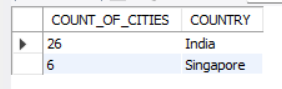 COUNT_OF_CITIES COUNTRY
26 India
6 Singapore